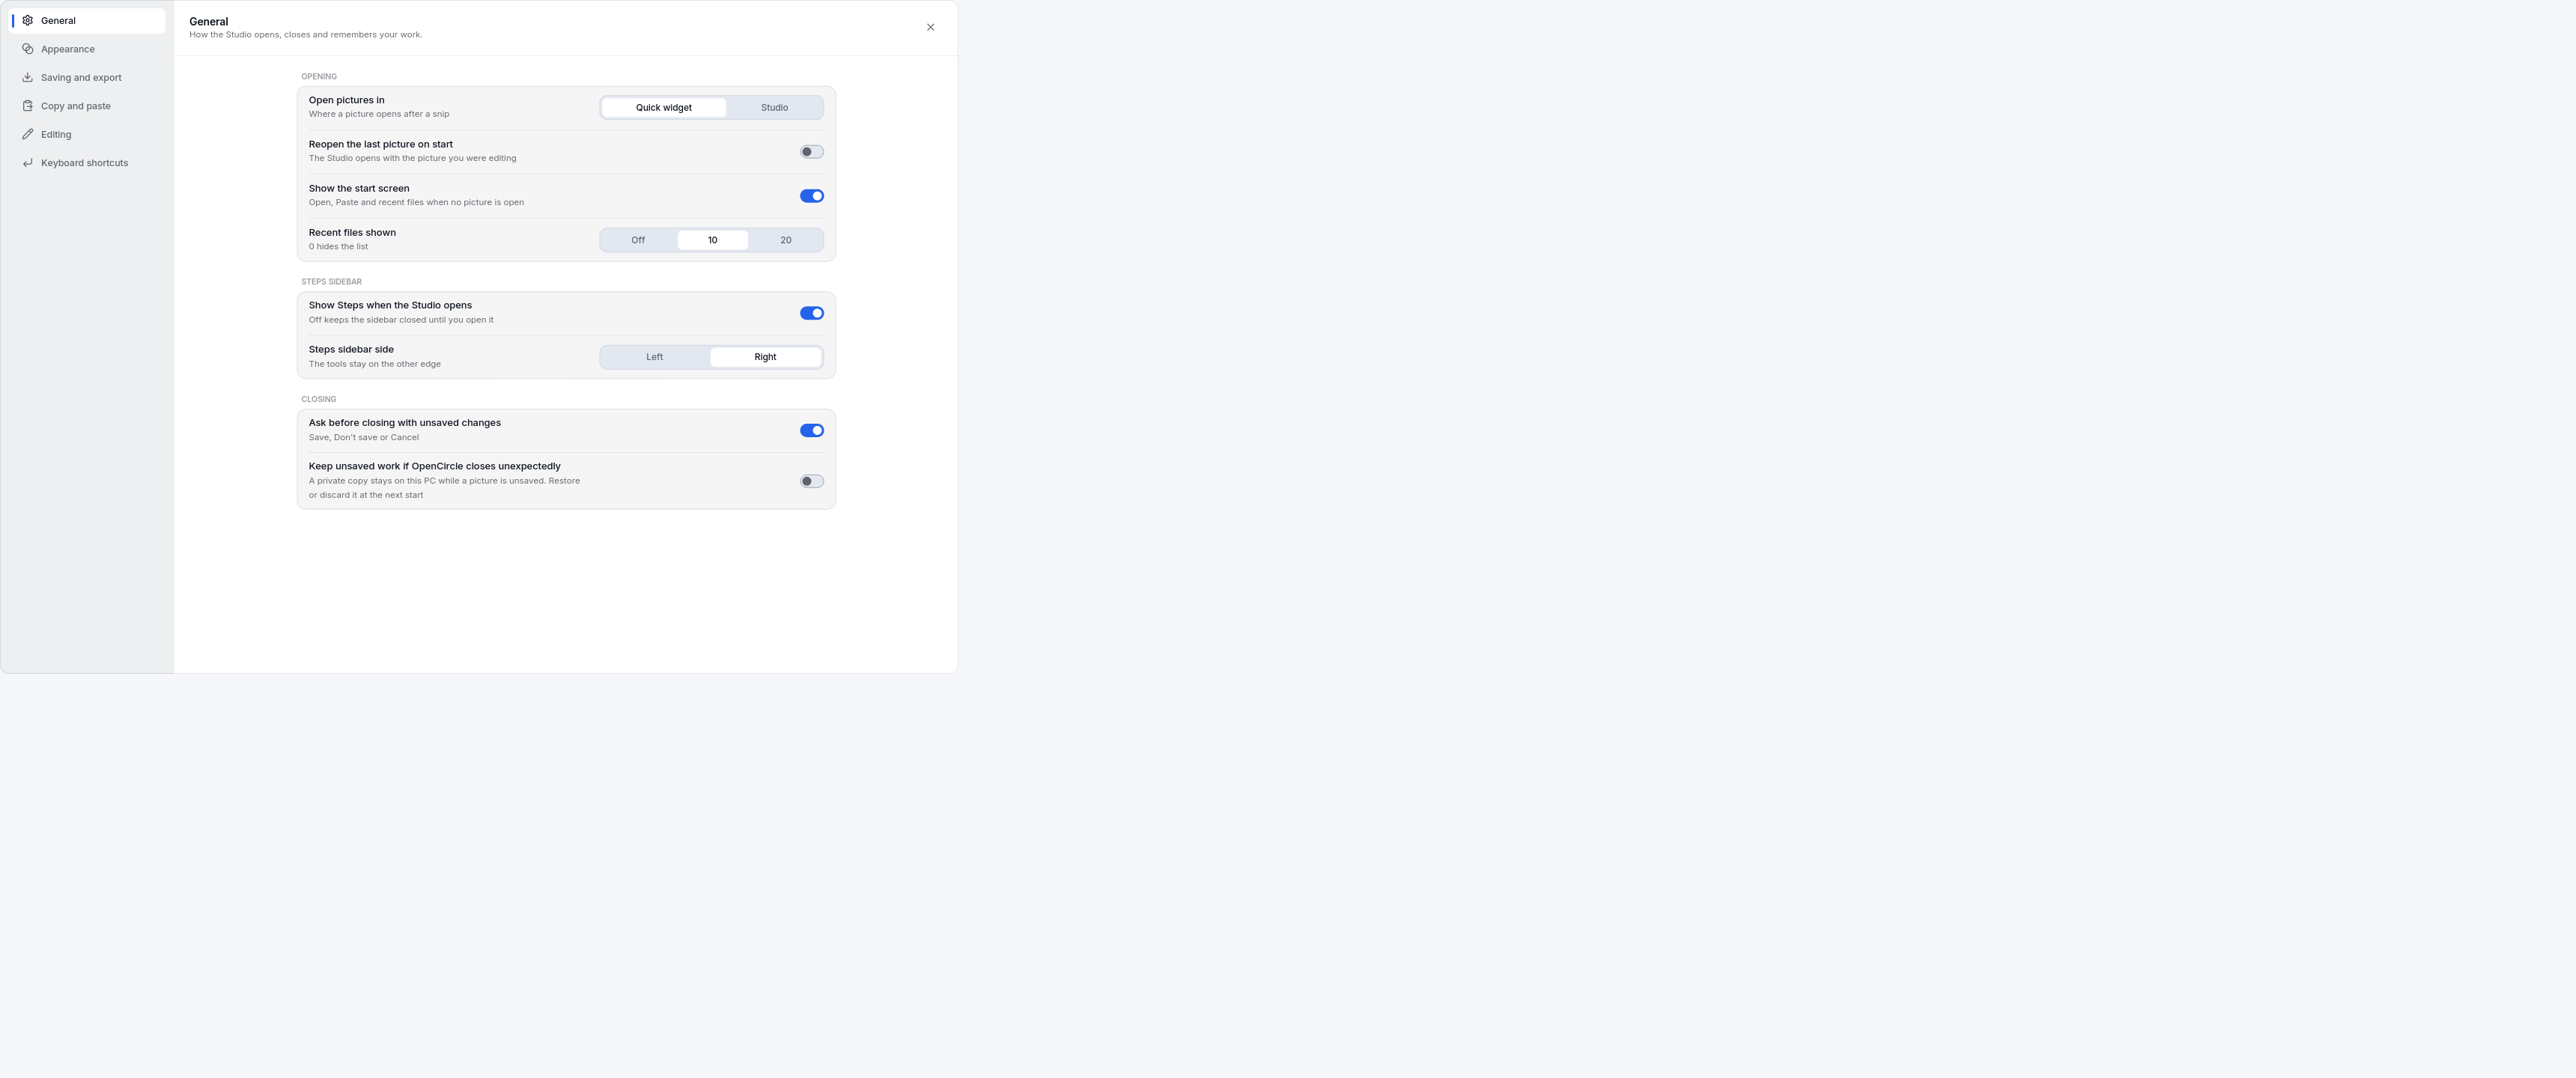 General
Appearance
Saving and export
Copy and paste
Editing
Keyboard shortcuts
General
How the Studio opens, closes and remembers your work.
OPENING
Open pictures in
Where a picture opens after a snip
Quick widget Studio
Reopen the last picture on start
The Studio opens with the picture you were editing
Show the start screen
Open, Paste and recent files when no picture is open
Recent files shown
0 hides the list
Off 10 20
STEPS SIDEBAR
Show Steps when the Studio opens
Off keeps the sidebar closed until you open it
Steps sidebar side
The tools stay on the other edge
Left Right
CLOSING
Ask before closing with unsaved changes
Save, Don't save or Cancel
Keep unsaved work if OpenCircle closes unexpectedly
A private copy stays on this PC while a picture is unsaved. Restore
or discard it at the next start